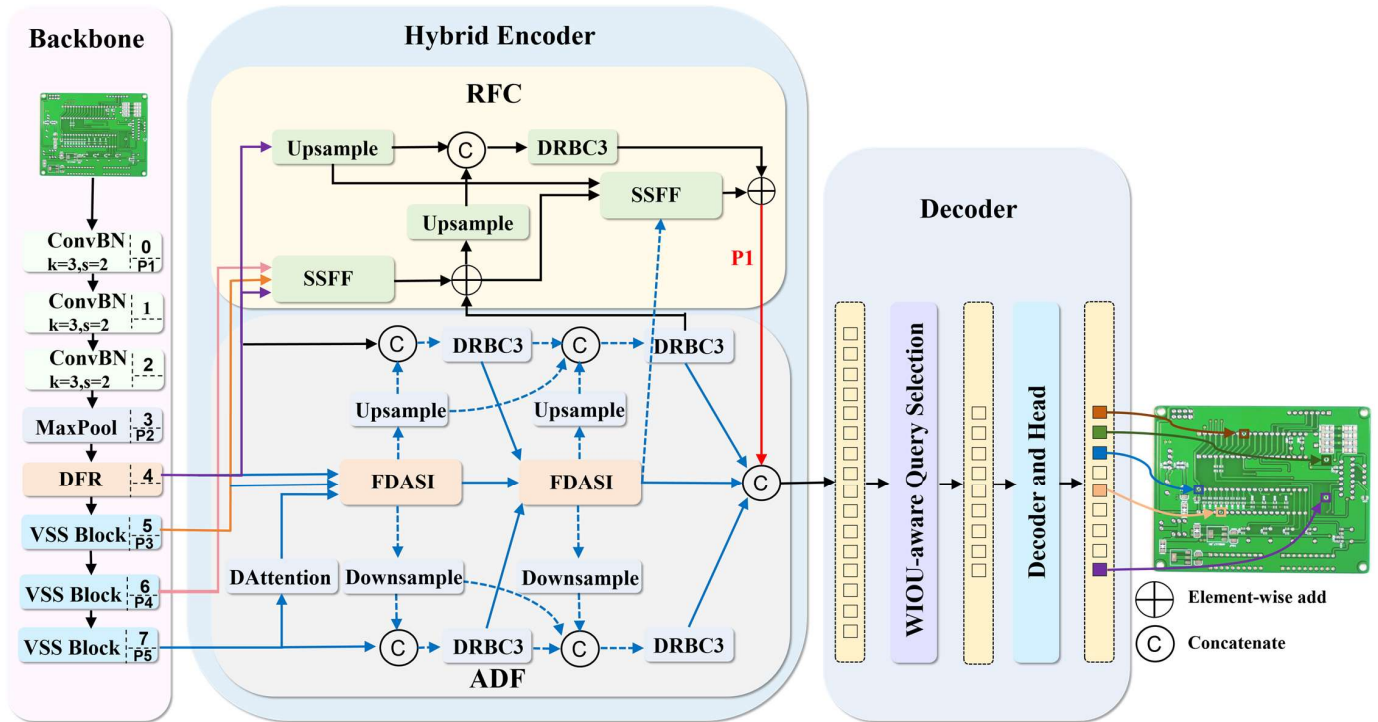 Backbone
ConvBN
k=3,s=2
0
P1
ConvBN
k=3,s=2
1
ConvBN
k=3,s=2
2
MaxPool
3
P2
DFR
4
VSS Block
5
P3
VSS Block
6
P4
VSS Block
7
P5
Hybrid Encoder
RFC
Upsample
C
DRBC3
SSFF
Upsample
SSFF
P1
C
DRBC3
C
DRBC3
Upsample
Upsample
FDASI
FDASI
C
DAttention
Downsample
Downsample
C
DRBC3
C
DRBC3
ADF
Decoder
WIOU-aware Query Selection
Decoder and Head
Element-wise add
C
Concatenate